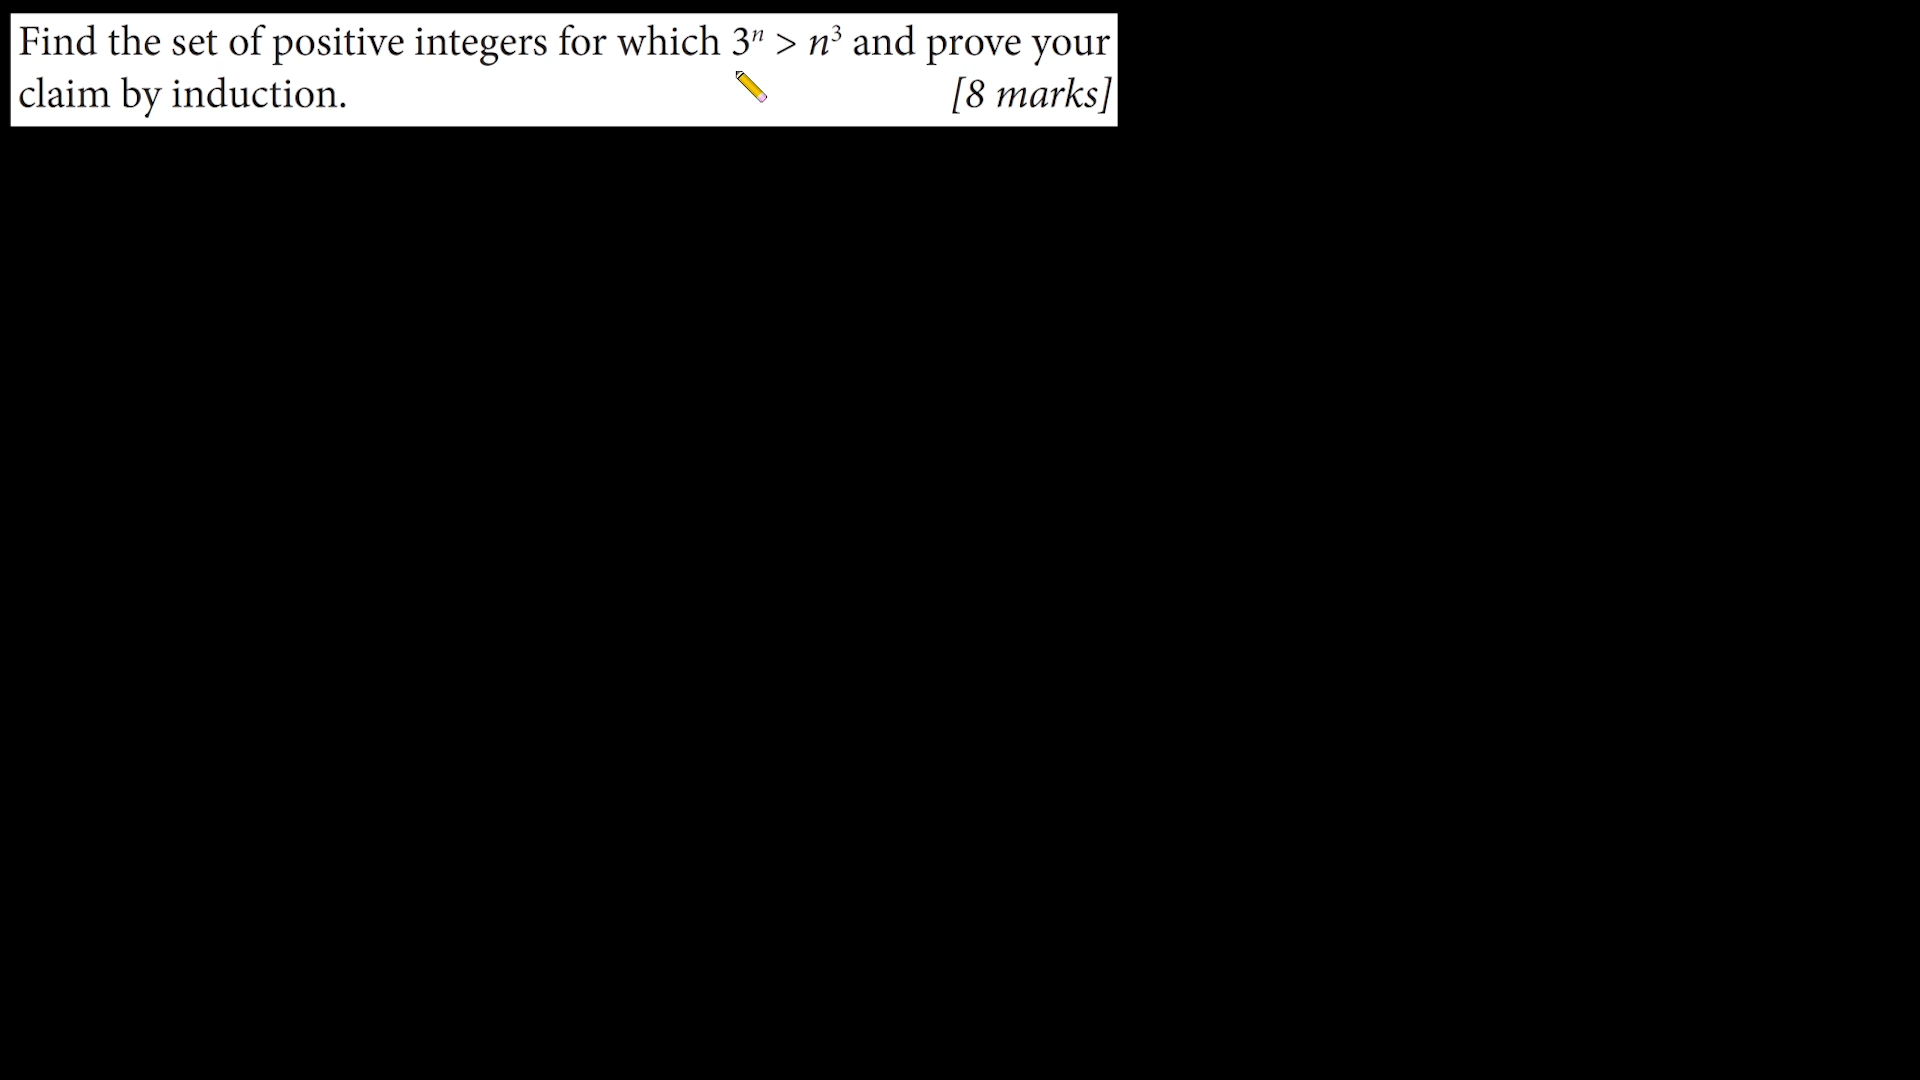 Find the set of positive integers for which 3ⁿ > n³ and prove your
claim by induction. [8 marks]